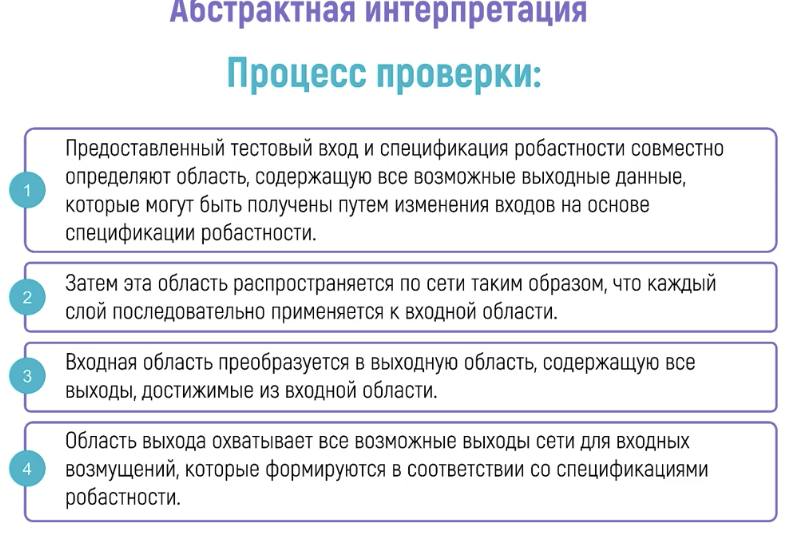 Абстрактная интерпретация
Процесс проверки:
1
Предоставленный тестовый вход и спецификация робастности совместно
определяют область, содержащую все возможные выходные данные,
которые могут быть получены путем изменения входов на основе
спецификации робастности.
2
Затем эта область распространяется по сети таким образом, что каждый
слой последовательно применяется к входной области.
3
Входная область преобразуется в выходную область, содержащую все
выходы, достижимые из входной области.
4
Область выхода охватывает все возможные выходы сети для входных
возмущений, которые формируются в соответствии со спецификациями
робастности.